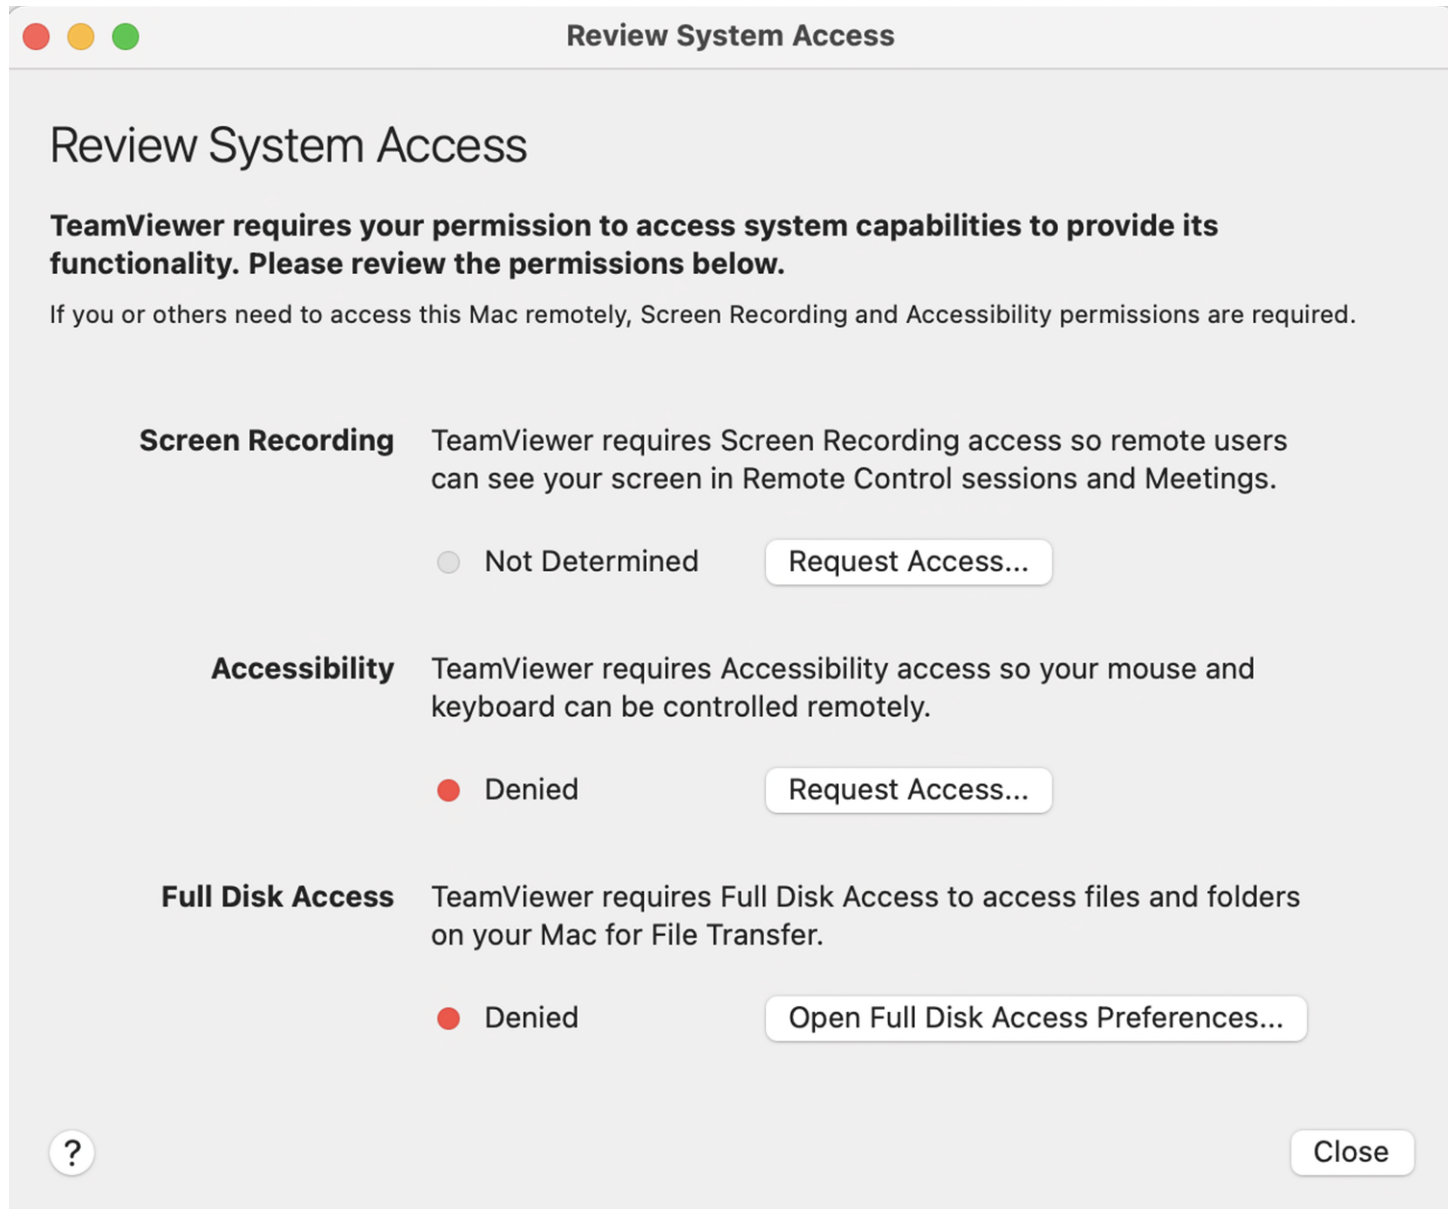 Review System Access
Review System Access
TeamViewer requires your permission to access system capabilities to provide its
functionality. Please review the permissions below.
If you or others need to access this Mac remotely, Screen Recording and Accessibility permissions are required.
Screen Recording
TeamViewer requires Screen Recording access so remote users
can see your screen in Remote Control sessions and Meetings.
Not Determined
Request Access...
Accessibility
TeamViewer requires Accessibility access so your mouse and
keyboard can be controlled remotely.
Denied
Request Access...
Full Disk Access
TeamViewer requires Full Disk Access to access files and folders
on your Mac for File Transfer.
Denied
Open Full Disk Access Preferences...
?
Close